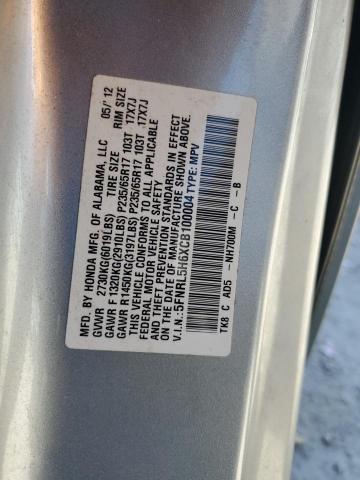 MFD. BY HONDA MFG. OF ALABAMA, LLC 05/'12
GVWR 2730KG(6019LBS) TIRE SIZE RIM SIZE
GAWR F 1320KG(2910LBS) P235/65R17 103T 17X7J
GAWR R 1450KG(3197LBS) P235/65R17 103T 17X7J
THIS VEHICLE CONFORMS TO ALL APPLICABLE
FEDERAL MOTOR VEHICLE SAFETY
AND THEFT PREVENTION STANDARDS IN EFFECT
ON THE DATE OF MANUFACTURE SHOWN ABOVE.
V.I.N.:5FNRL5H6XCB100004 TYPE: MPV
TK8 C AD5 -NH700M -C -B